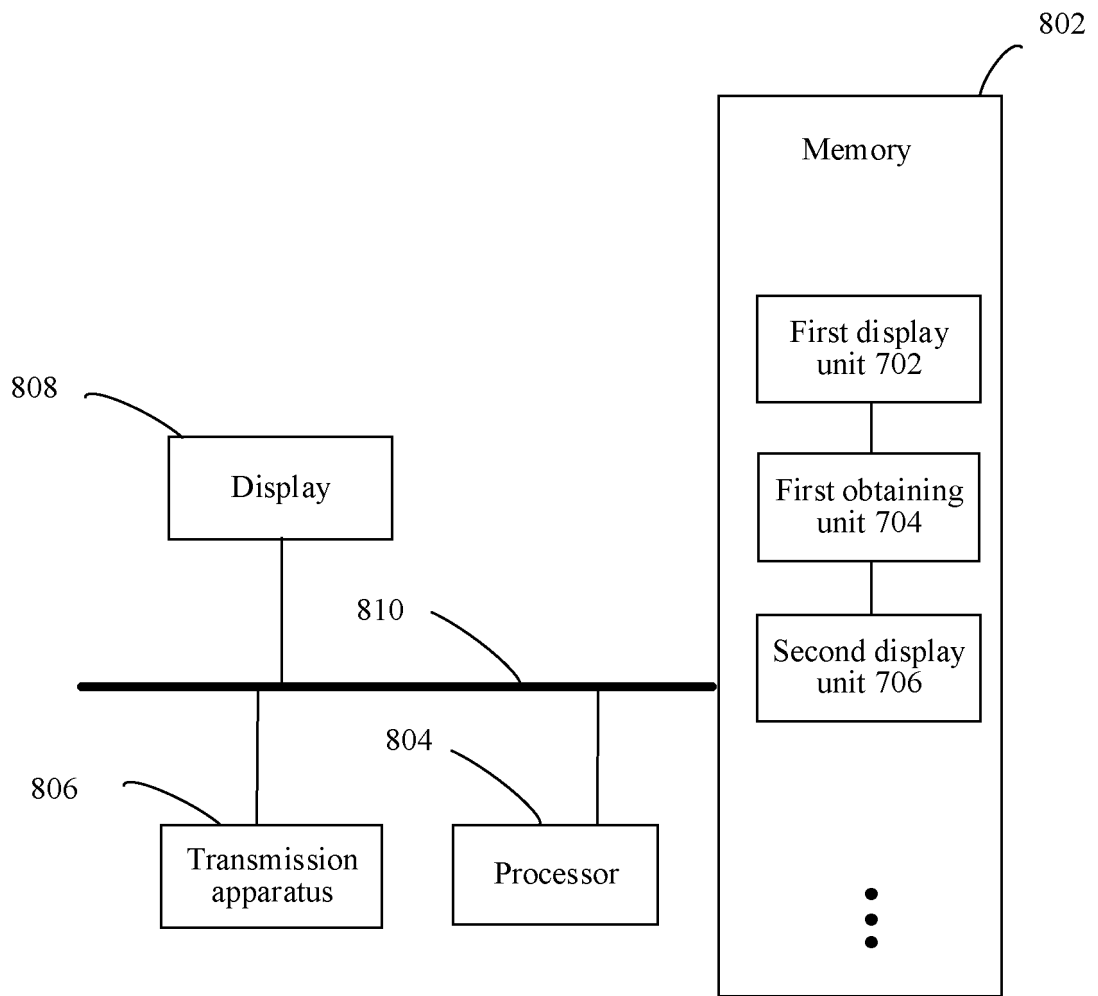 802
Memory
First display
unit 702
808
Display
First obtaining
unit 704
810
Second display
unit 706
804
806
Transmission
apparatus
Processor